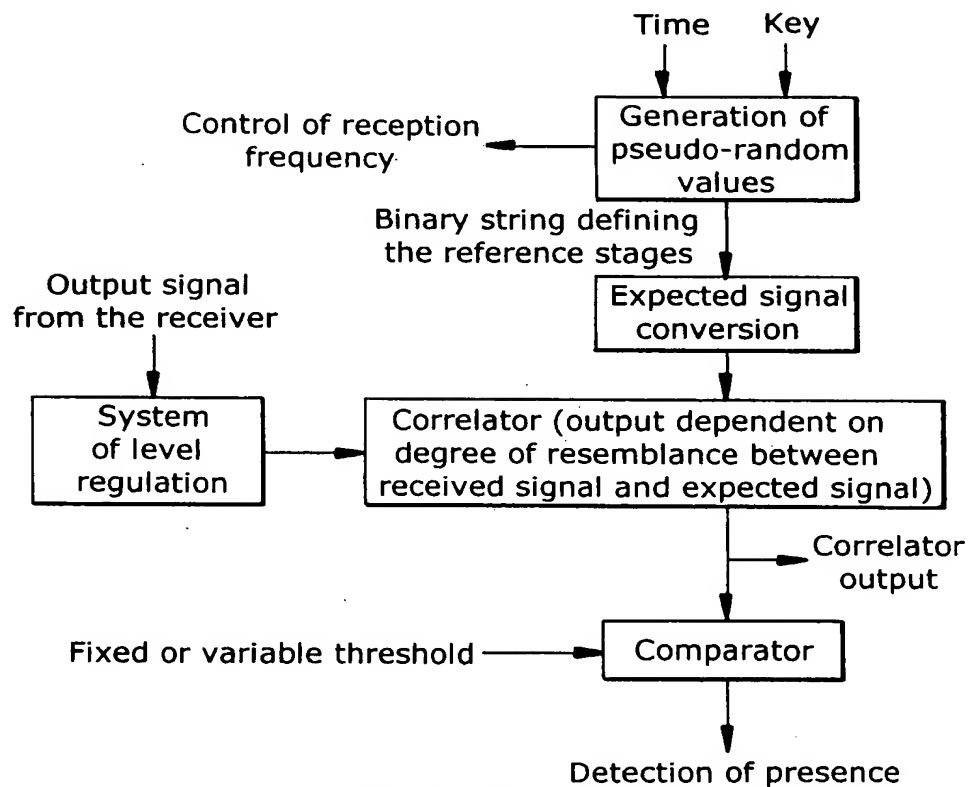 Time
Key
Generation of
pseudo-random
values
Control of reception
frequency
Binary string defining
the reference stages
Expected signal
conversion
Output signal
from the receiver
System
of level
regulation
Correlator (output dependent on
degree of resemblance between
received signal and expected signal)
Correlator
output
Fixed or variable threshold
Comparator
Detection of presence